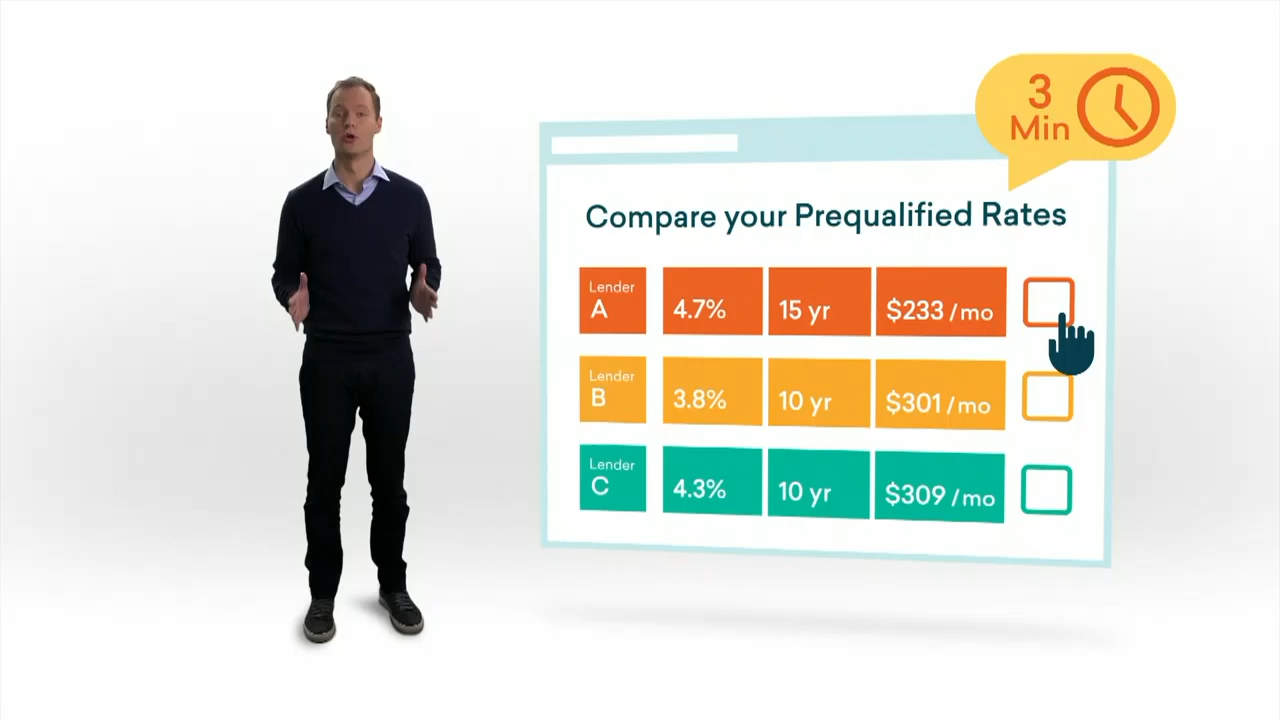 3
Min
Compare your Prequalified Rates
Lender
A
4.7%
15 yr
$233 / mo
Lender
B
3.8%
10 yr
$301 / mo
Lender
C
4.3%
10 yr
$309 / mo